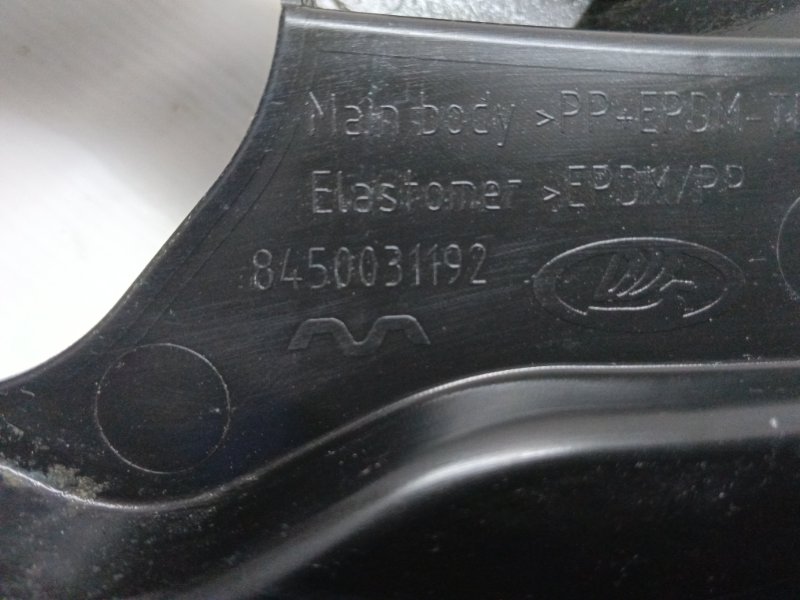 Main body >PP+EPDM-T
Elastomer >EPDM/PP
8450031192